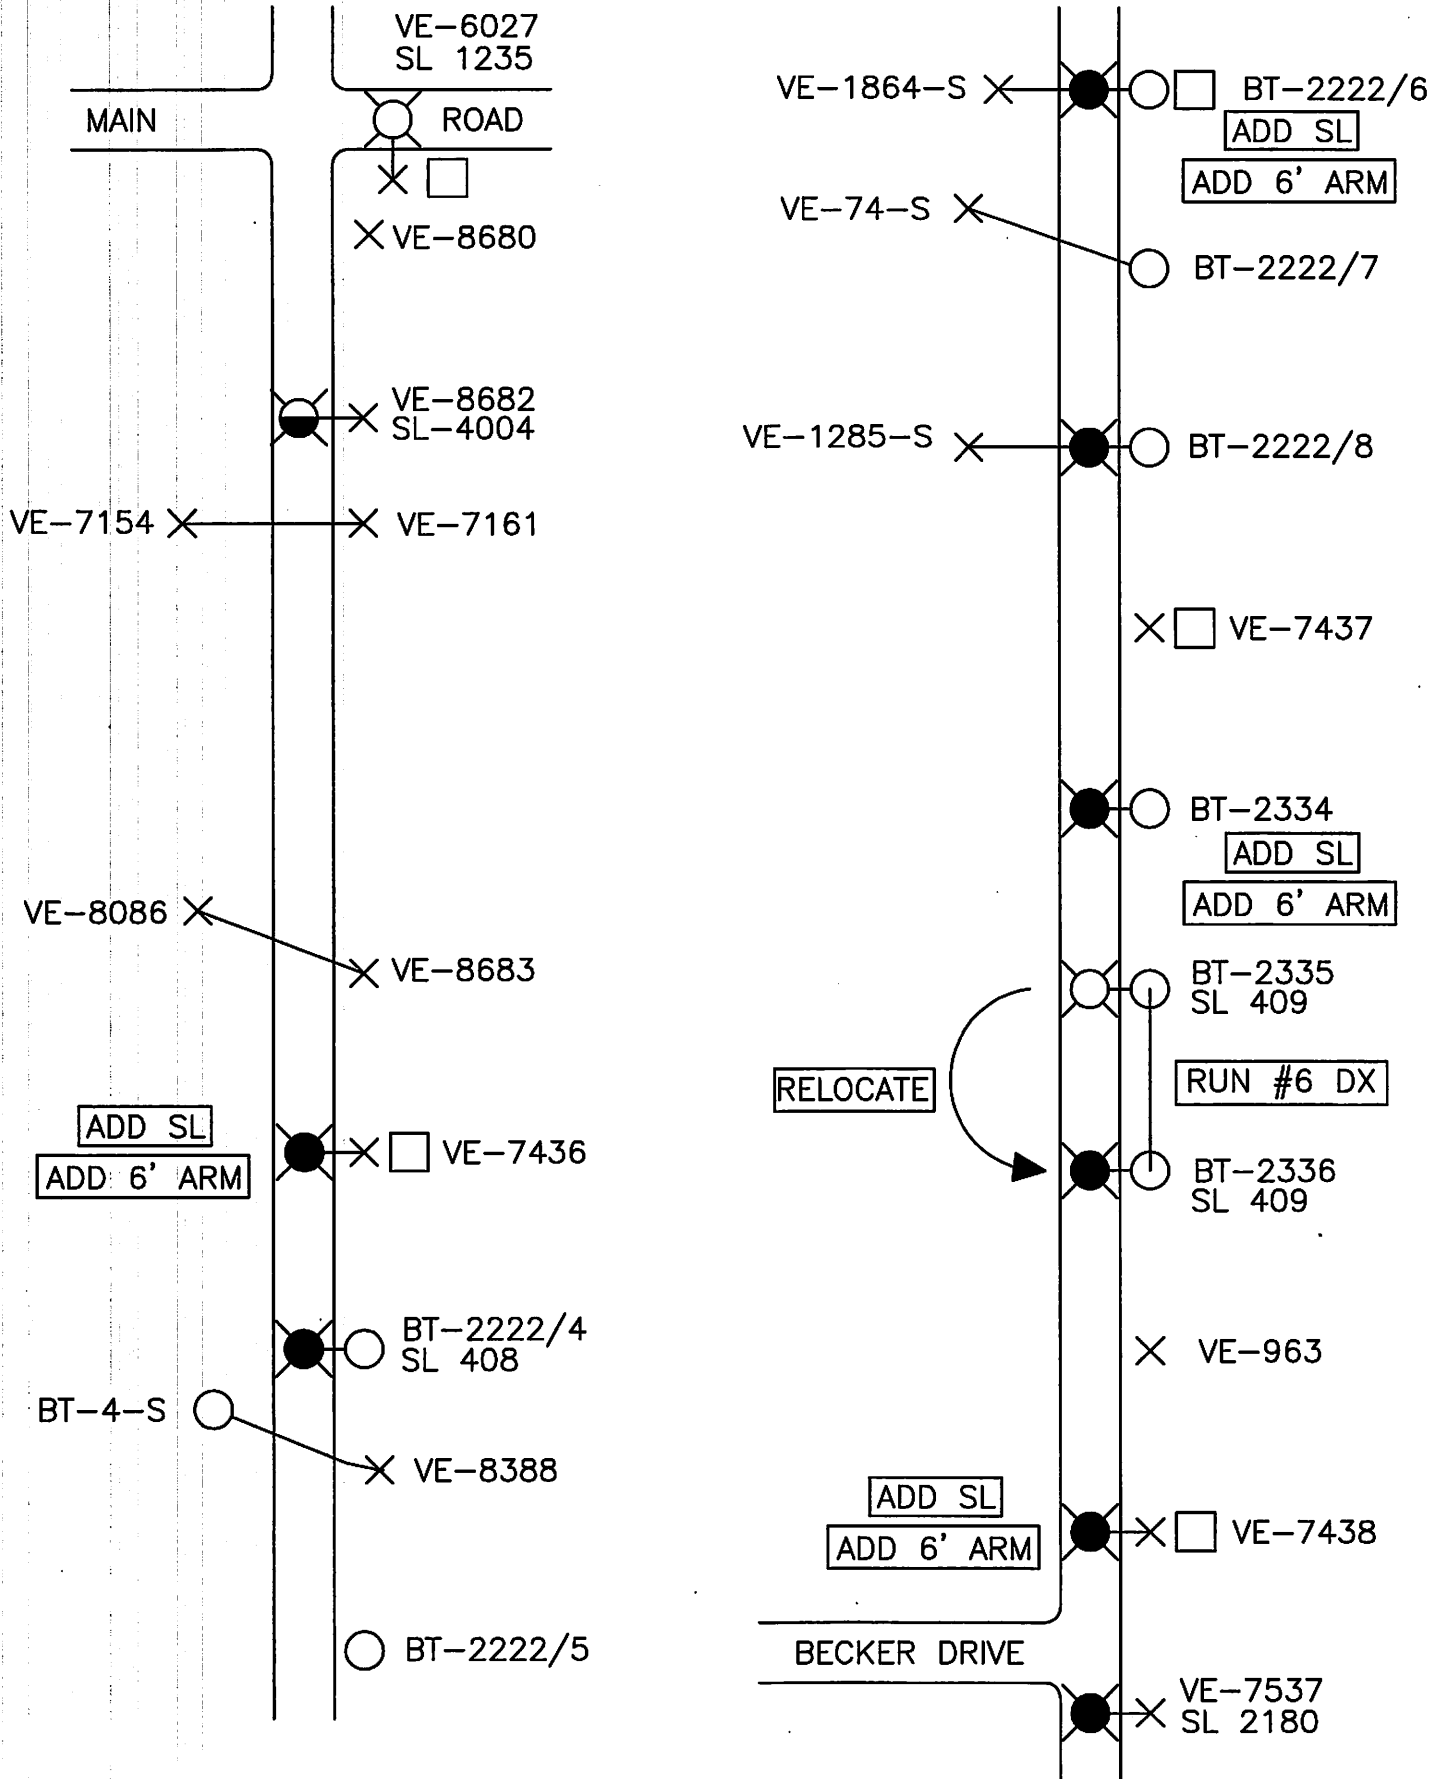 VE-6027
SL 1235
MAIN ROAD
VE-8680
VE-8682
SL-4004
VE-7154
VE-7161
VE-8086
VE-8683
ADD SL
ADD 6' ARM
VE-7436
BT-2222/4
SL 408
BT-4-S
VE-8388
BT-2222/5
VE-1864-S
BT-2222/6
ADD SL
ADD 6' ARM
VE-74-S
BT-2222/7
VE-1285-S
BT-2222/8
VE-7437
BT-2334
ADD SL
ADD 6' ARM
BT-2335
SL 409
RELOCATE
RUN #6 DX
BT-2336
SL 409
VE-963
ADD SL
ADD 6' ARM
VE-7438
BECKER DRIVE
VE-7537
SL 2180